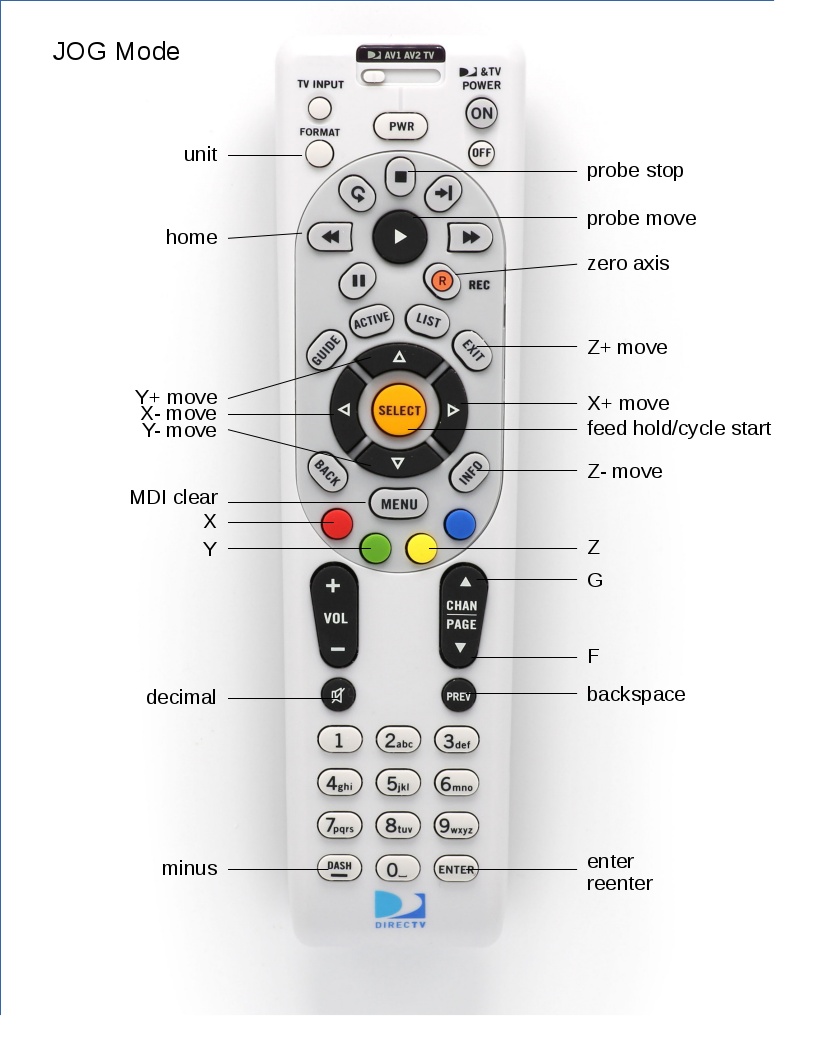 JOG Mode
AV1 AV2 TV
TV INPUT
&TV
POWER
ON
PWR
FORMAT
OFF
unit
probe stop
probe move
home
zero axis
R
REC
ACTIVE
LIST
GUIDE
EXIT
Z+ move
Y+ move
X- move
Y- move
SELECT
X+ move
feed hold/cycle start
BACK
INFO
Z- move
MDI clear
MENU
X
Y
Z
G
+
VOL
−
CHAN
PAGE
F
decimal
PREV
backspace
1
2abc
3def
4ghi
5jkl
6mno
7pqrs
8tuv
9wxyz
minus
DASH
0_
ENTER
enter
reenter
DIRECTV